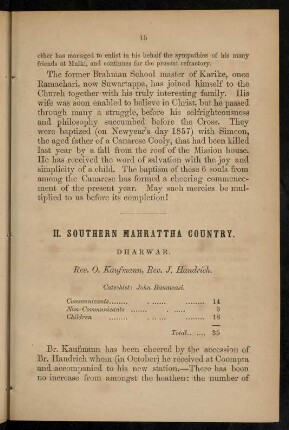 15
other has managed to enlist in his behalf the sympathies of his many
friends at Mulki, and continues for the present refractory.
The former Brahman School master of Karike, once
Ramachari, now Suwartappa, has joined himself to the
Church together with his truly interesting family. His
wife was soon enabled to believe in Christ, but he passed
through many a struggle, before his selfrighteousness
and philosophy succumbed before the Cross. They
were baptized (on Newyear's day 1857) with Simeon,
the aged father of a Canarese Cooly, that had been killed
last year by a fall from the roof of the Mission house.
He has received the word of salvation with the joy and
simplicity of a child. The baptism of these 6 souls from
among the Canarese has formed a cheering commence-
ment of the present year. May such mercies be mul-
tiplied to us before its completion!
II. SOUTHERN MAHRATTHA COUNTRY.
DHARWAR.
Rev. O. Kaufmann, Rev. J. Handrich.
Catechist: John
Communicants........ 14
Non-Communicants ....... 3
Children ....... 18
Total....... 35
Br. Kaufmann has been cheered by the accession of
Br. Handrich whom (in October) he received at Coompta
and accompanied to his new station.—There has been
no increase from amongst the heathen: the number of